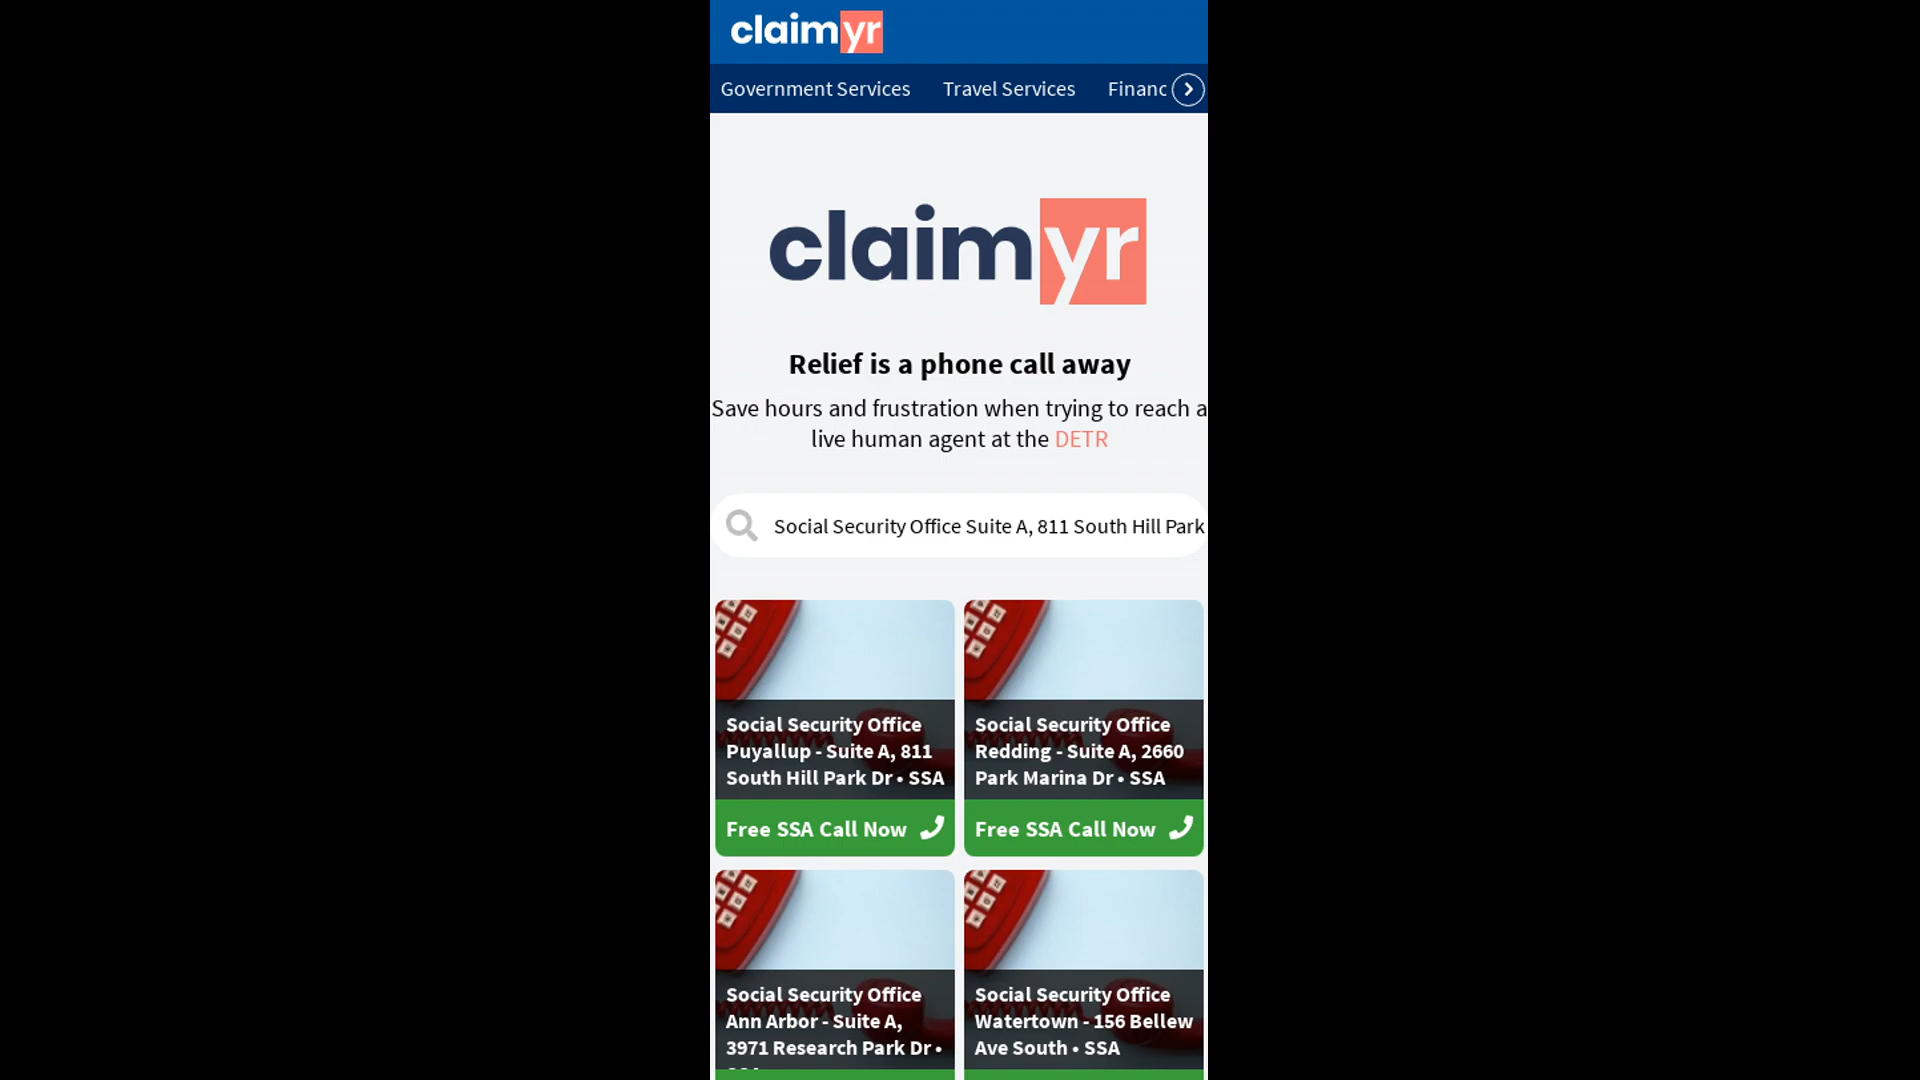 claimyr
Government Services Travel Services Financ
claimyr
Relief is a phone call away
Save hours and frustration when trying to reach a
live human agent at the DETR
Social Security Office Suite A, 811 South Hill Park
Social Security Office
Puyallup - Suite A, 811
South Hill Park Dr • SSA
Free SSA Call Now
Social Security Office
Redding - Suite A, 2660
Park Marina Dr • SSA
Free SSA Call Now
Social Security Office
Ann Arbor - Suite A,
3971 Research Park Dr •
Social Security Office
Watertown - 156 Bellew
Ave South • SSA